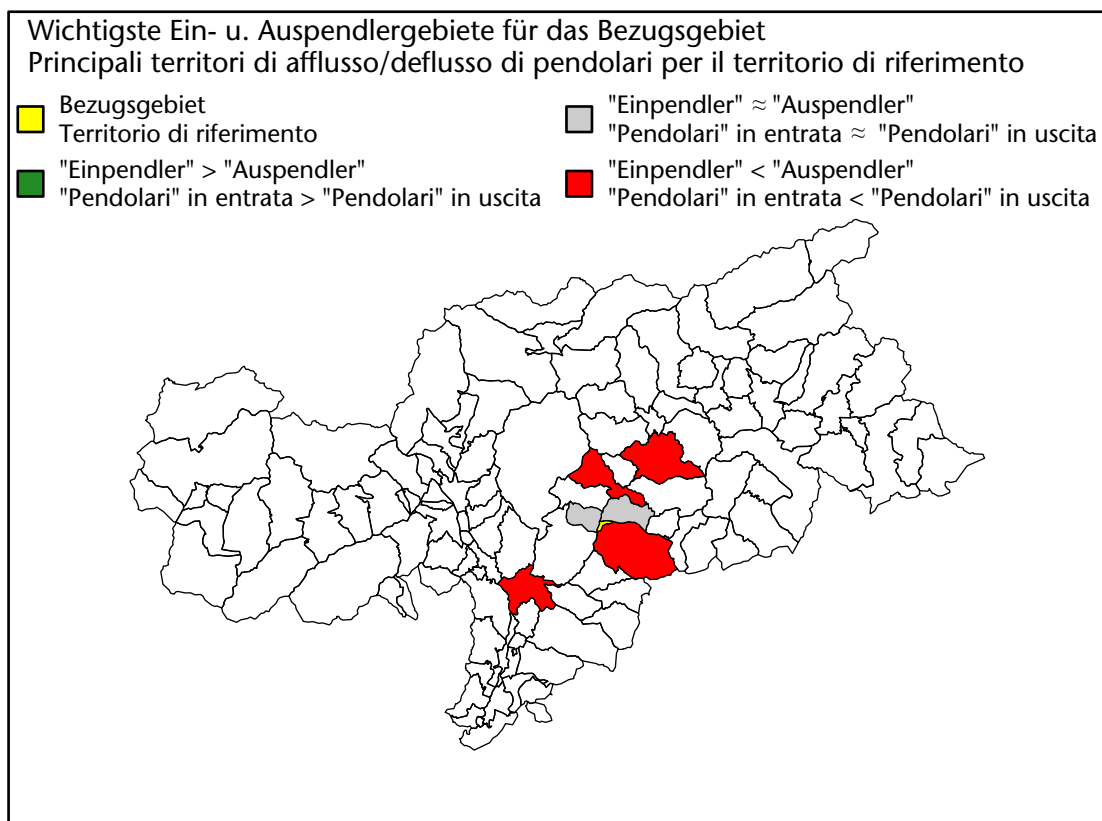 Wichtigste Ein- u. Auspendlergebiete für das Bezugsgebiet
Principali territori di afflusso/deflusso di pendolari per il territorio di riferimento
Bezugsgebiet
Territorio di riferimento
"Einpendler" > "Auspendler"
"Pendolari" in entrata > "Pendolari" in uscita
"Einpendler" ≈ "Auspendler"
"Pendolari" in entrata ≈ "Pendolari" in uscita
"Einpendler" < "Auspendler"
"Pendolari" in entrata < "Pendolari" in uscita